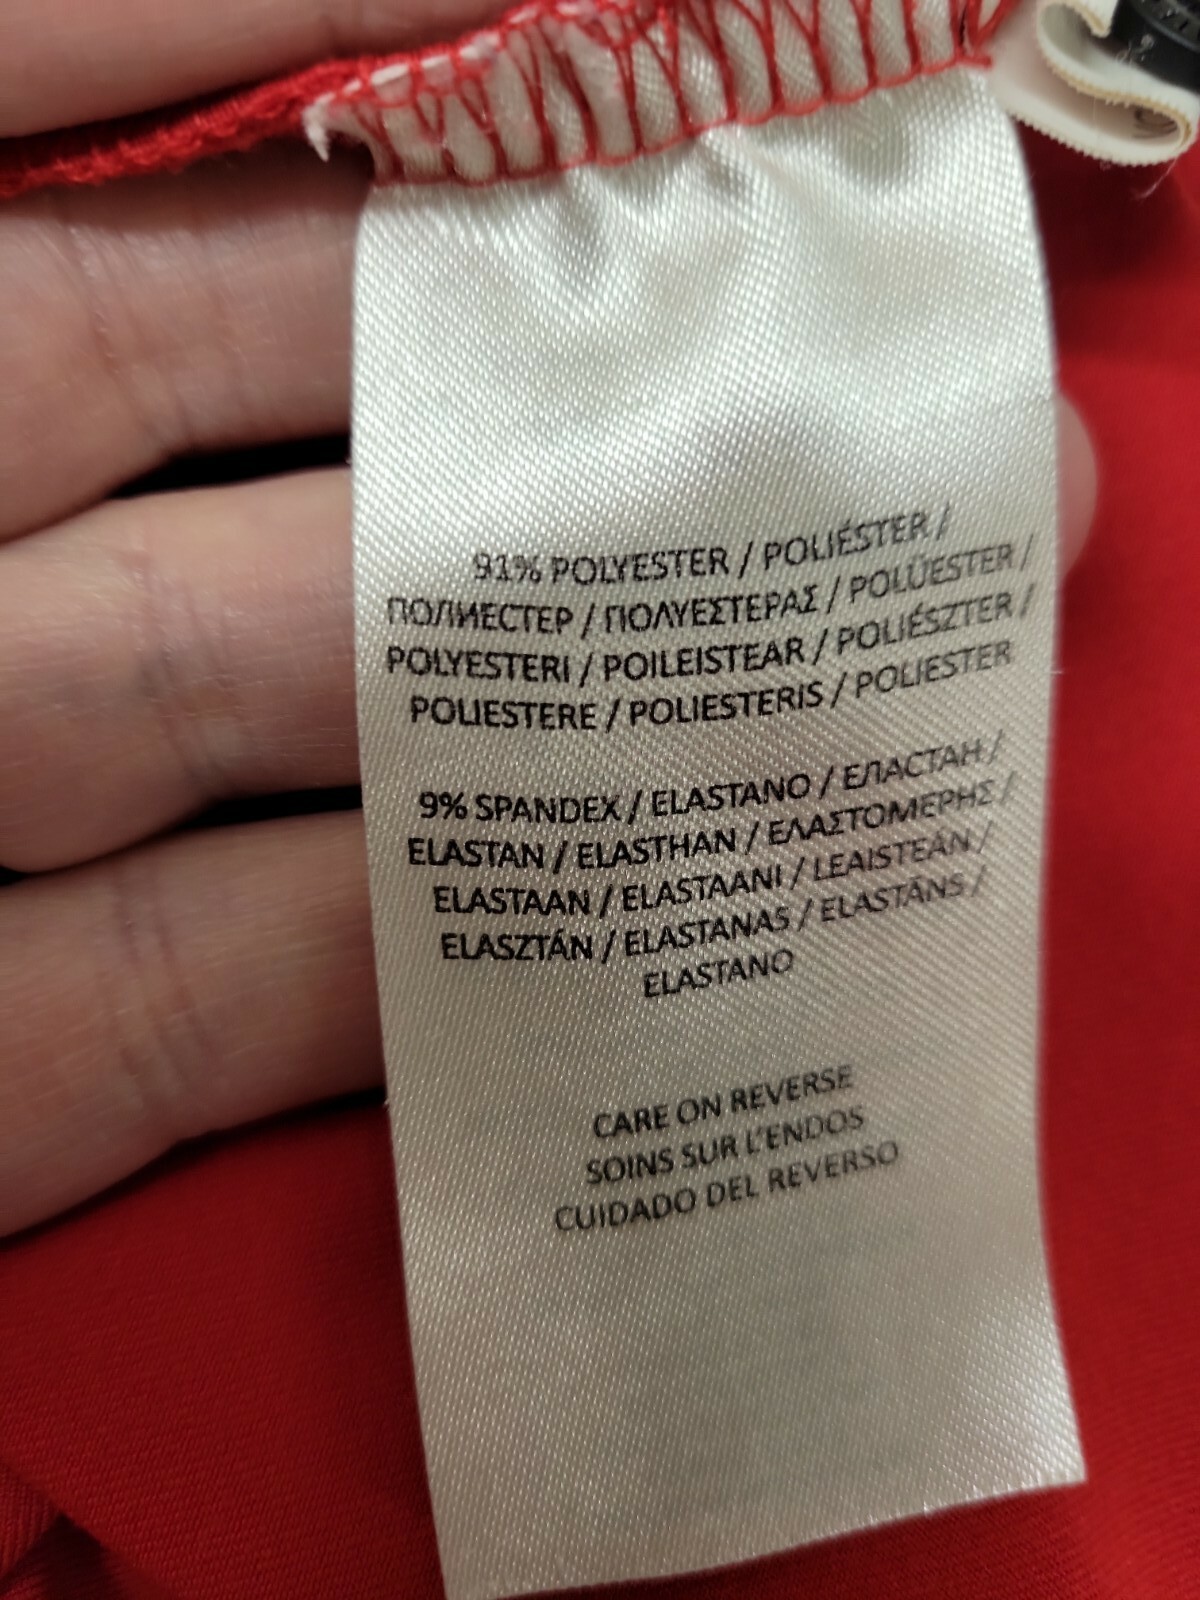 91% POLYESTER / POLIÉSTER /
ПОЛИЕСТЕР / ΠΟΛΥΕΣΤΕΡΑΣ / POLÜESTER /
POLYESTERI / POILEISTEAR / POLIÉSZTER /
POLIESTERE / POLIESTERIS / POLIESTER
9% SPANDEX / ELASTANO / ЕЛАСТАН /
ELASTAN / ELASTHAN / ΕΛΑΣΤΟΜΕΡΗΣ /
ELASTAAN / ELASTAANI / LEAISTEÁN /
ELASZTÁN / ELASTANAS / ELASTĀNS /
ELASTANO
CARE ON REVERSE
SOINS SUR L'ENDOS
CUIDADO DEL REVERSO